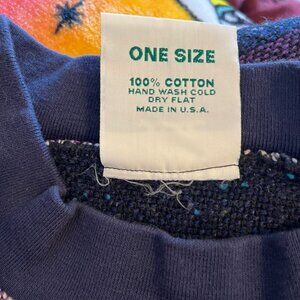 ONE SIZE
100% COTTON
HAND WASH COLD
DRY FLAT
MADE IN U.S.A.